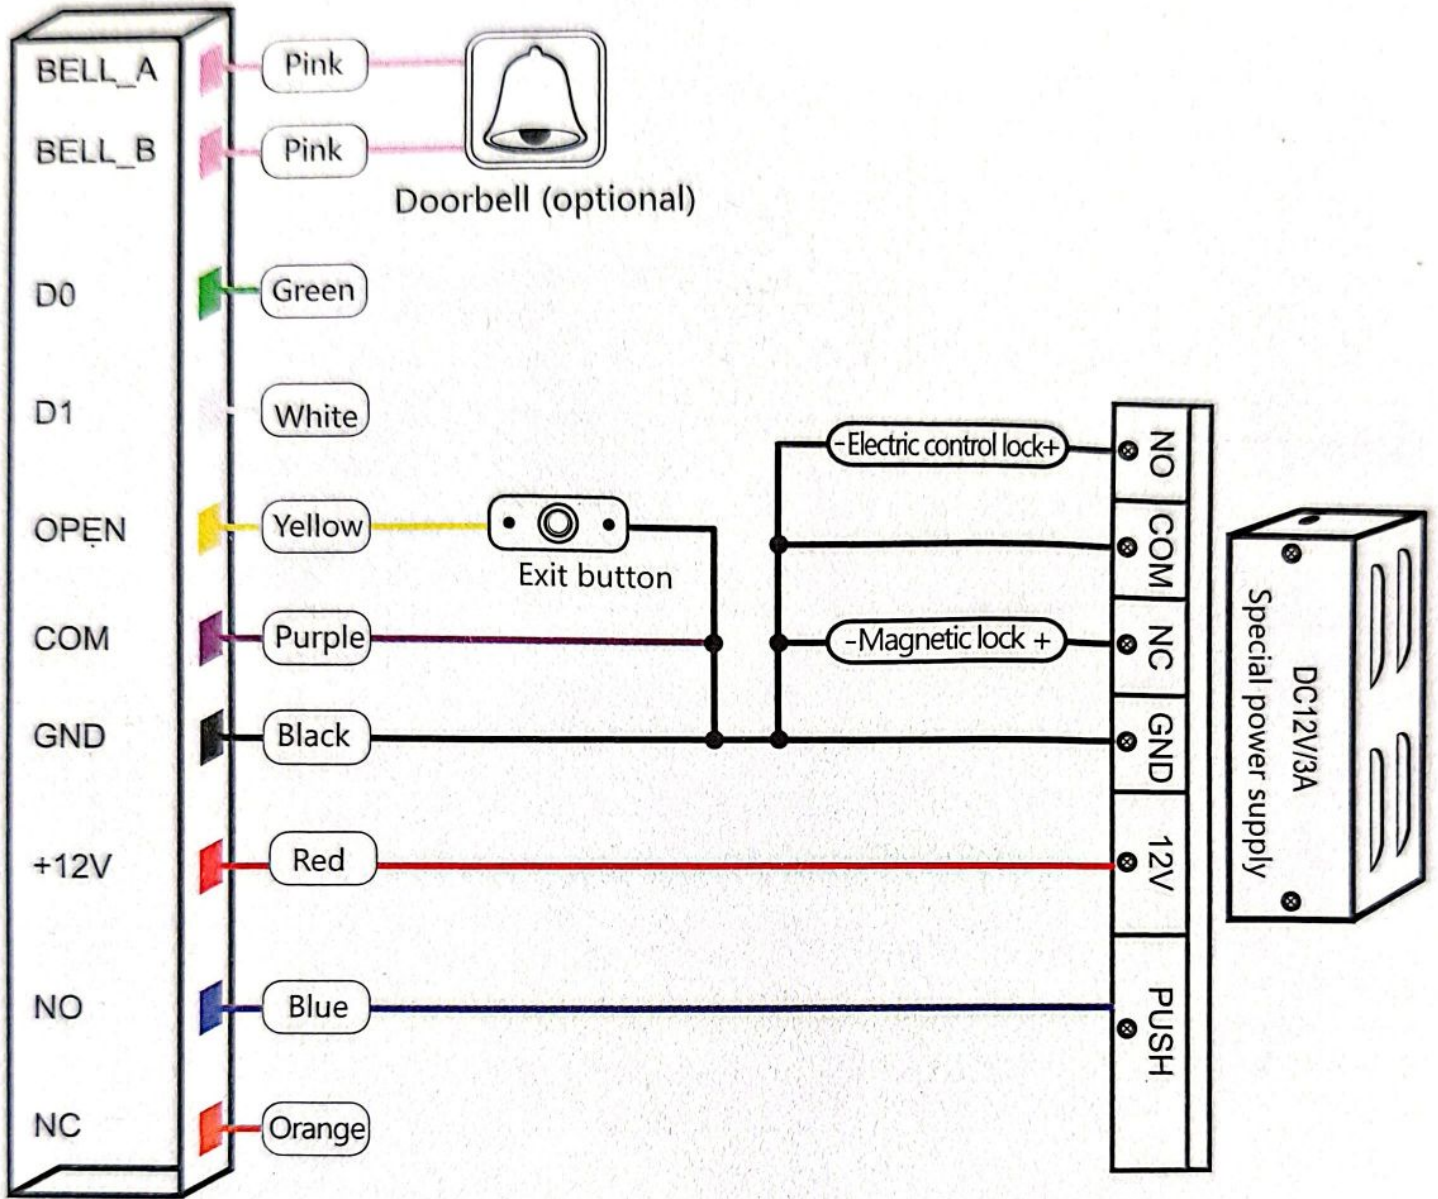 BELL_A
Pink
BELL_B
Pink
Doorbell (optional)
D0
Green
D1
White
OPEN
Yellow
Exit button
COM
Purple
GND
Black
+12V
Red
NO
Blue
NC
Orange
-Electric control lock+
-Magnetic lock +
NO
COM
NC
GND
12V
PUSH
DC12V/3A
Special power supply